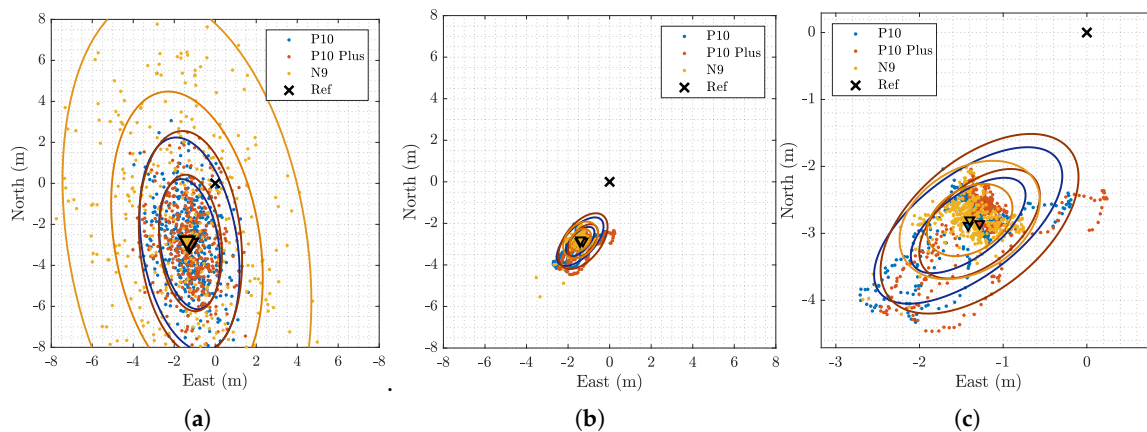 8
6
4
2
0
-2
-4
-6
-8
North (m)
P10
P10 Plus
N9
Ref
-8 -6 -4 -2 0 2 4 6 8
East (m)
(a)
.
8
6
4
2
0
-2
-4
-6
-8
North (m)
P10
P10 Plus
N9
Ref
-8 -6 -4 -2 0 2 4 6 8
East (m)
(b)
0
-1
-2
-3
-4
North (m)
P10
P10 Plus
N9
Ref
-3 -2 -1 0
East (m)
(c)